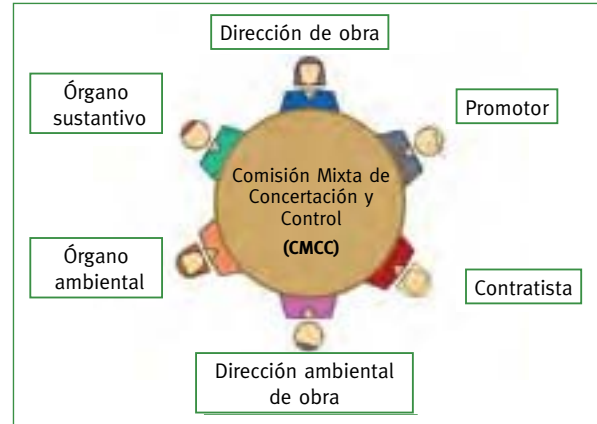 Dirección de obra
Órgano
sustantivo
Promotor
Comisión Mixta de
Concertación y
Control
(CMCC)
Órgano
ambiental
Contratista
Dirección ambiental
de obra